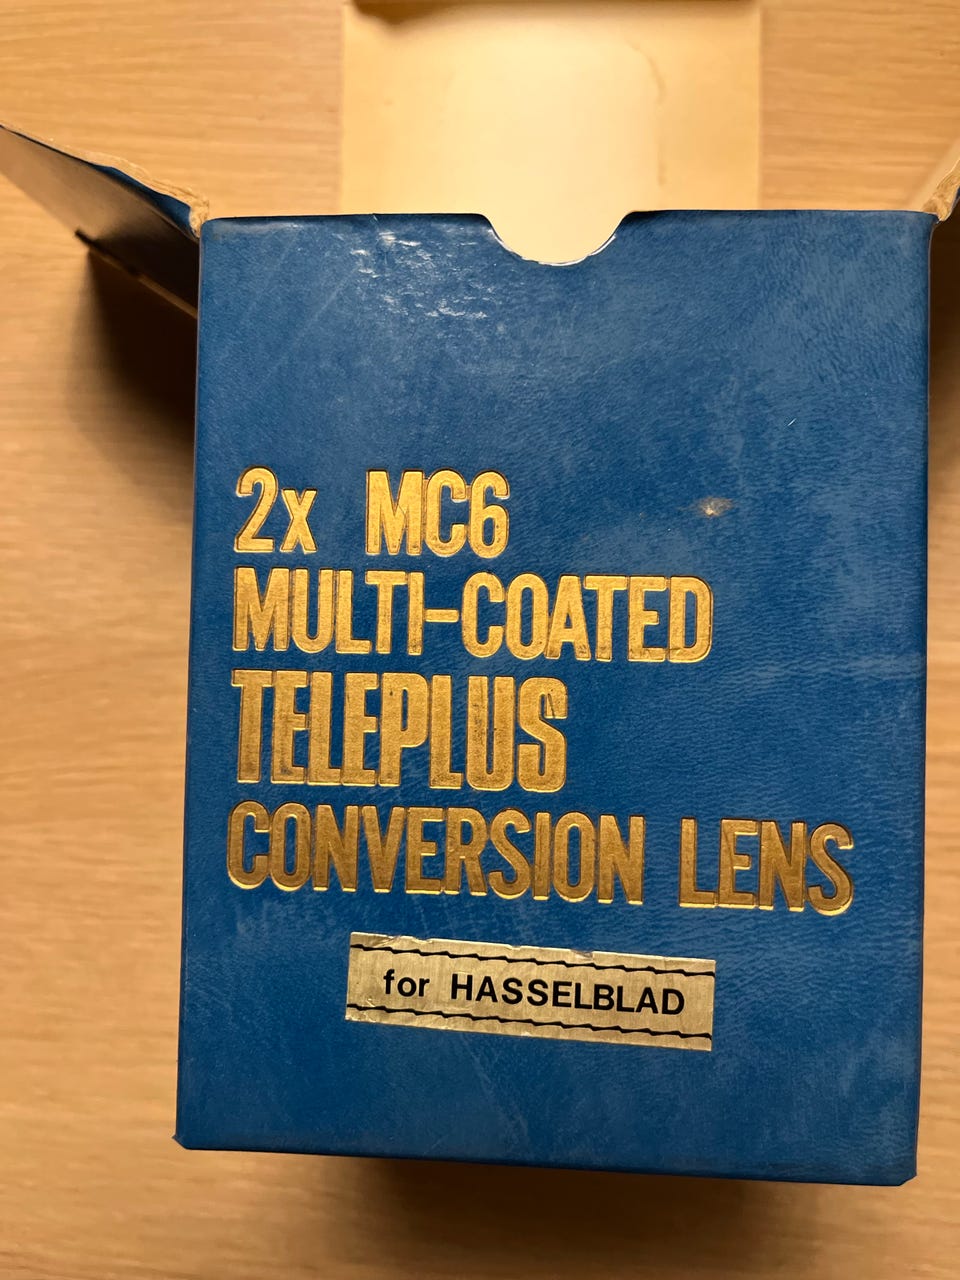 2x MC6
MULTI-COATED
TELEPLUS
CONVERSION LENS
for HASSELBLAD